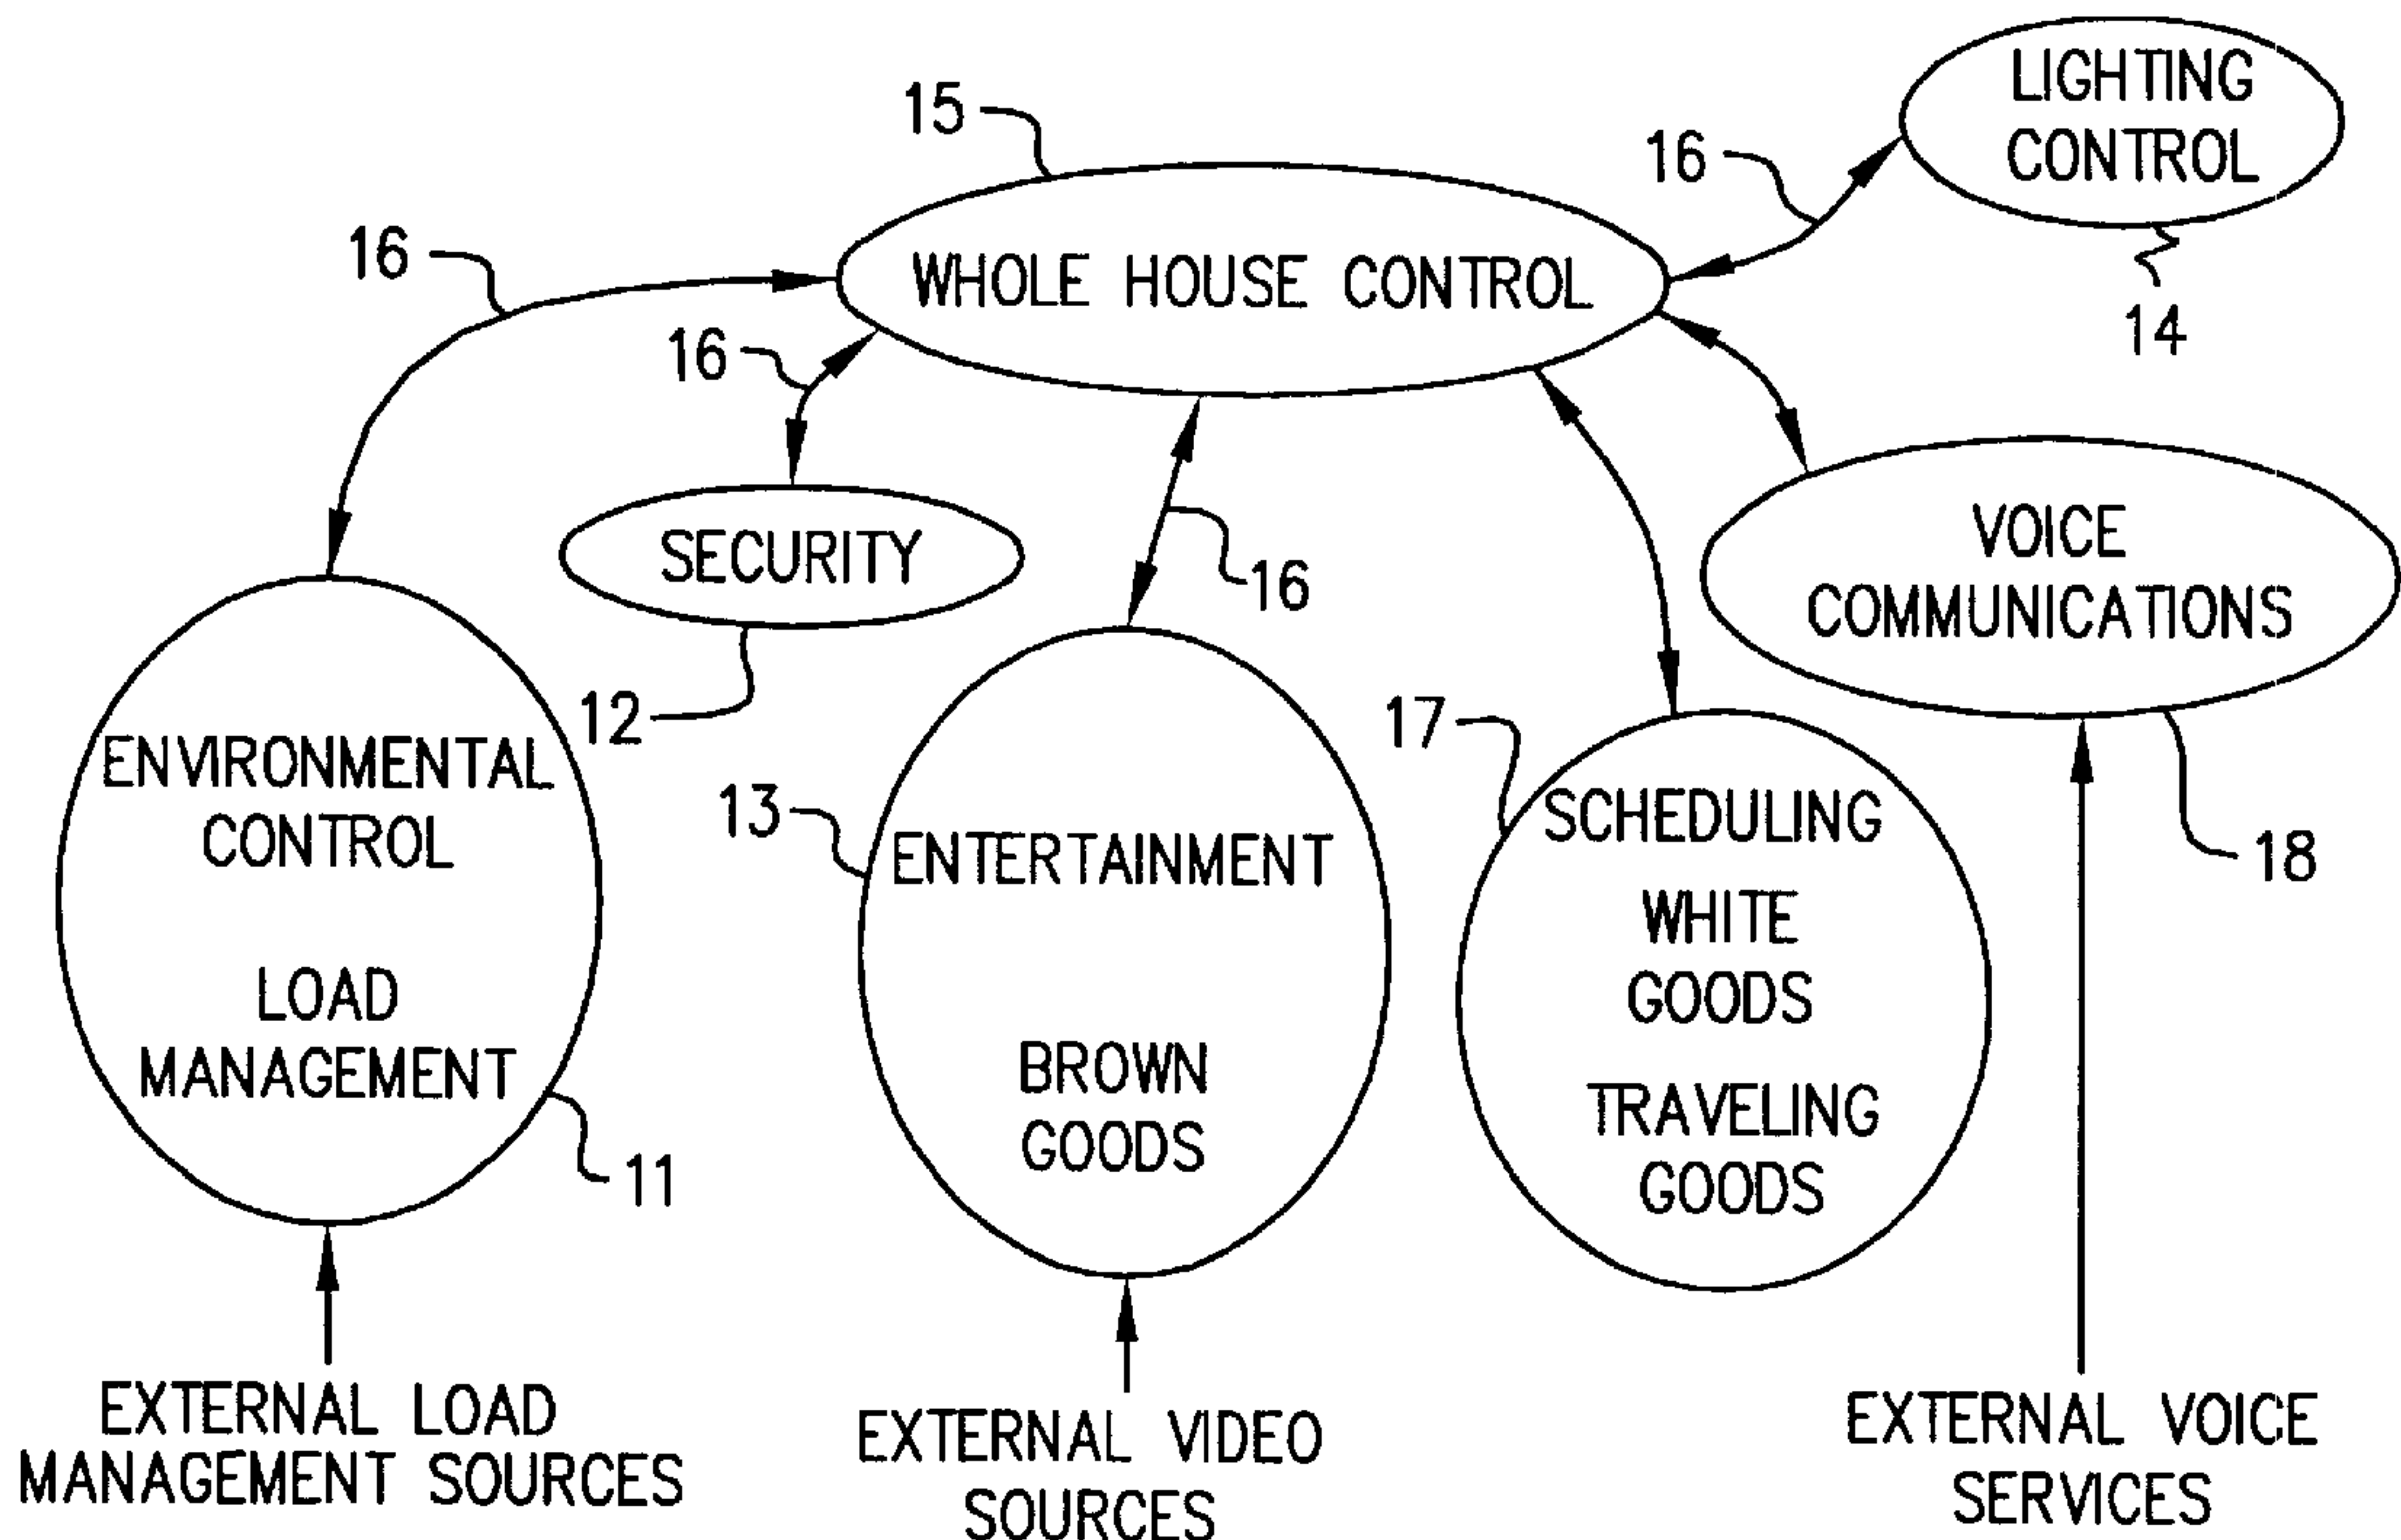 LIGHTING
CONTROL
14
15
16
WHOLE HOUSE CONTROL
16
16
SECURITY
12
16
VOICE
COMMUNICATIONS
18
ENVIRONMENTAL
CONTROL
LOAD
MANAGEMENT
11
13
ENTERTAINMENT
BROWN
GOODS
17
SCHEDULING
WHITE
GOODS
TRAVELING
GOODS
EXTERNAL LOAD
MANAGEMENT SOURCES
EXTERNAL VIDEO
SOURCES
EXTERNAL VOICE
SERVICES